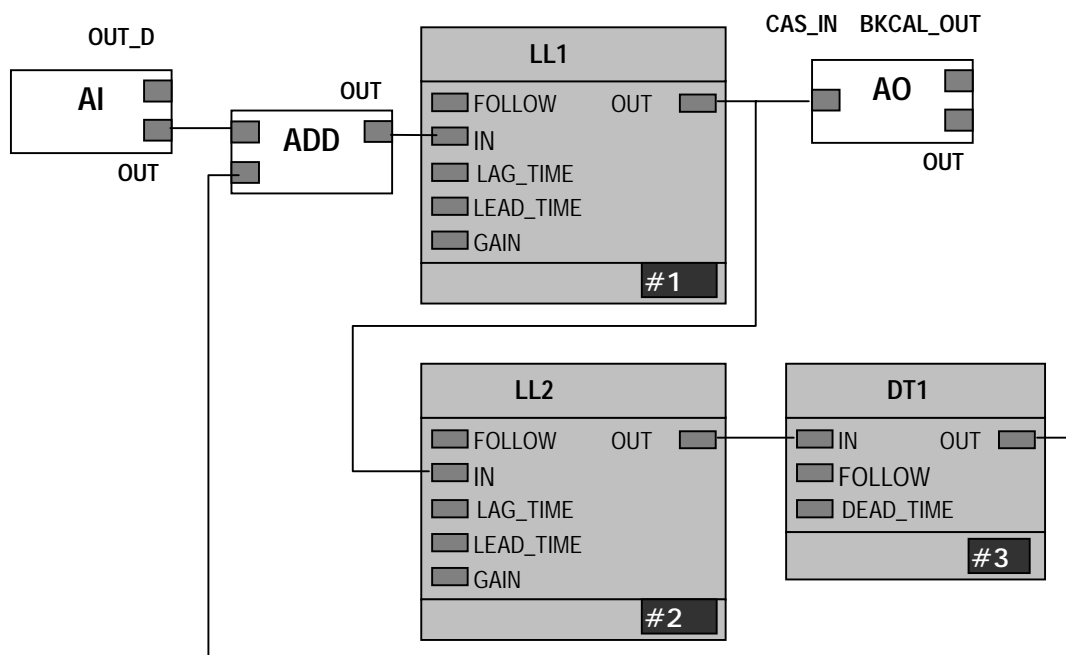 OUT_D
AI
OUT
ADD
OUT
LL1
FOLLOW OUT
IN
LAG_TIME
LEAD_TIME
GAIN
#1
CAS_IN BKCAL_OUT
AO
OUT
LL2
FOLLOW OUT
IN
LAG_TIME
LEAD_TIME
GAIN
#2
DT1
IN OUT
FOLLOW
DEAD_TIME
#3